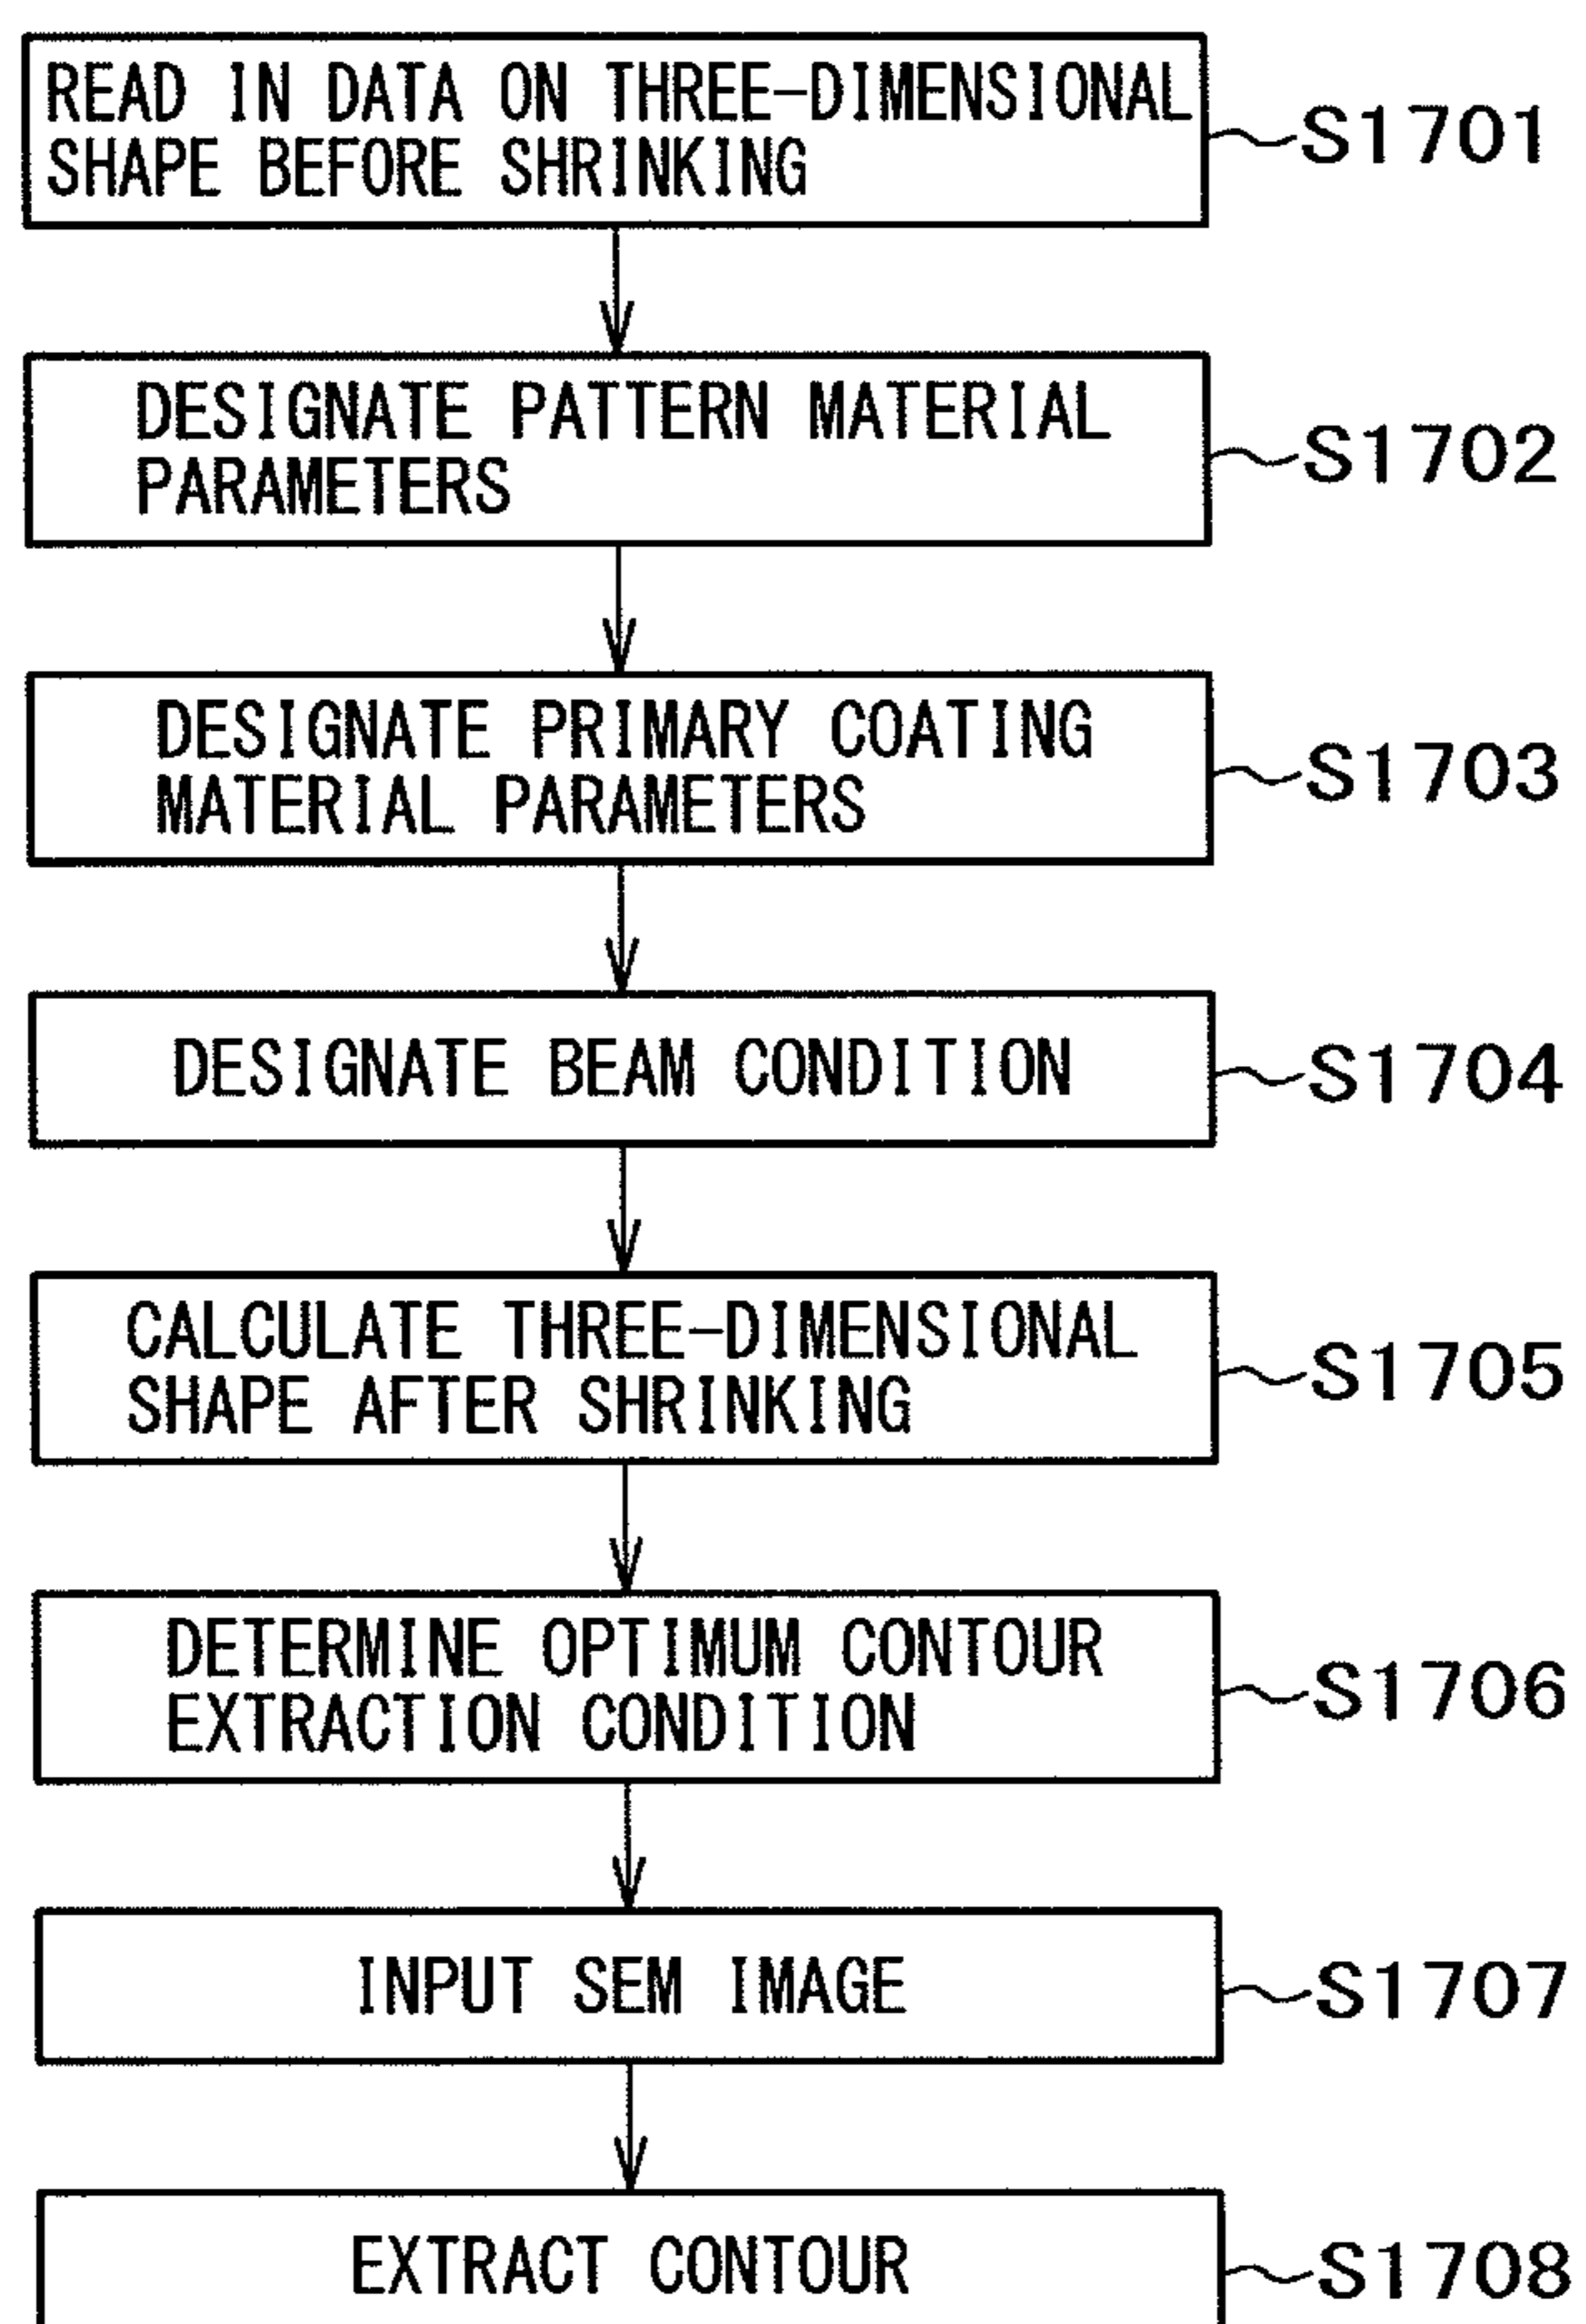 READ IN DATA ON THREE-DIMENSIONAL
SHAPE BEFORE SHRINKING
S1701
DESIGNATE PATTERN MATERIAL
PARAMETERS
S1702
DESIGNATE PRIMARY COATING
MATERIAL PARAMETERS
S1703
DESIGNATE BEAM CONDITION
S1704
CALCULATE THREE-DIMENSIONAL
SHAPE AFTER SHRINKING
S1705
DETERMINE OPTIMUM CONTOUR
EXTRACTION CONDITION
S1706
INPUT SEM IMAGE
S1707
EXTRACT CONTOUR
S1708